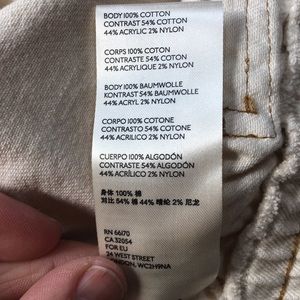 BODY 100% COTTON
CONTRAST 54% COTTON
44% ACRYLIC 2% NYLON
CORPS 100% COTON
CONTRASTE 54% COTON
44% ACRYLIQUE 2% NYLON
BODY 100% BAUMWOLLE
KONTRAST 54% BAUMWOLLE
44% ACRYL 2% NYLON
CORPO 100% COTONE
CONTRASTO 54% COTONE
44% ACRILICO 2% NYLON
CUERPO 100% ALGODÓN
CONTRASTE 54% ALGODÓN
44% ACRÍLICO 2% NYLON
身体 100% 棉
对比 54% 棉 44% 腈纶 2% 尼龙
RN 66170
CA 32054
FOR EU
24 WEST STREET
LONDON, WC2H9NA